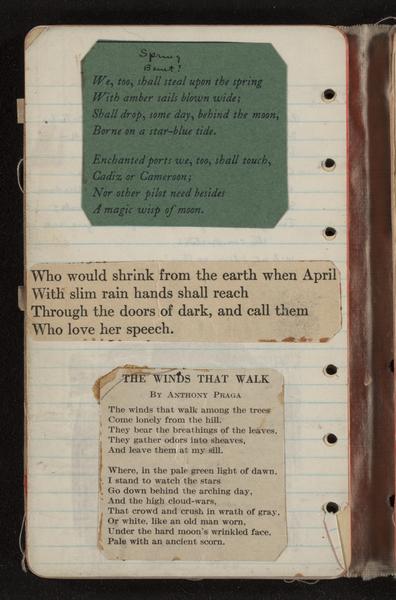 Spring
Benet?
We, too, shall steal upon the spring
With amber sails blown wide;
Shall drop, some day, behind the moon,
Borne on a star-blue tide.
Enchanted ports we, too, shall touch,
Cadiz or Cameroon;
Nor other pilot need besides
A magic wisp of moon.
Who would shrink from the earth when April
With slim rain hands shall reach
Through the doors of dark, and call them
Who love her speech.
THE WINDS THAT WALK
BY ANTHONY PRAGA
The winds that walk among the trees
Come lonely from the hill.
They bear the breathings of the leaves,
They gather odors into sheaves,
And leave them at my sill.
Where, in the pale green light of dawn,
I stand to watch the stars
Go down behind the arching day,
And the high cloud-wars,
That crowd and crush in wrath of gray,
Or white, like an old man worn,
Under the hard moon's wrinkled face,
Pale with an ancient scorn.